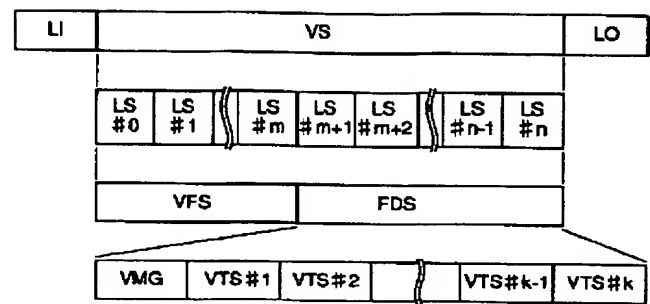 LI VS LO
LS #0 LS #1 LS #m LS #m+1 LS #m+2 LS #n-1 LS #n
VFS FDS
VMG VTS#1 VTS#2 VTS#k-1 VTS#k